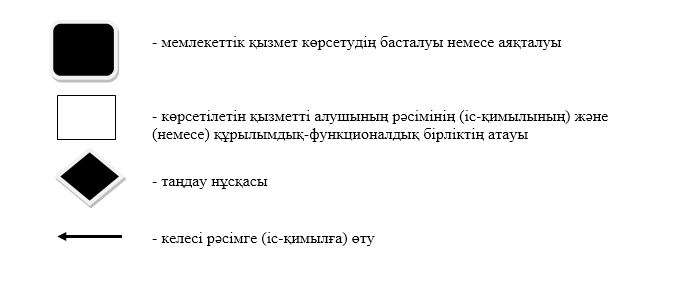 - мемлекеттік қызмет көрсетудің басталуы немесе аяқталуы
- көрсетілетін қызметті алушының рәсімінің (іс-қимылының) және
(немесе) құрылымдық-функционалдық бірліктің атауы
- таңдау нұсқасы
- келесі рәсімге (іс-қимылға) өту